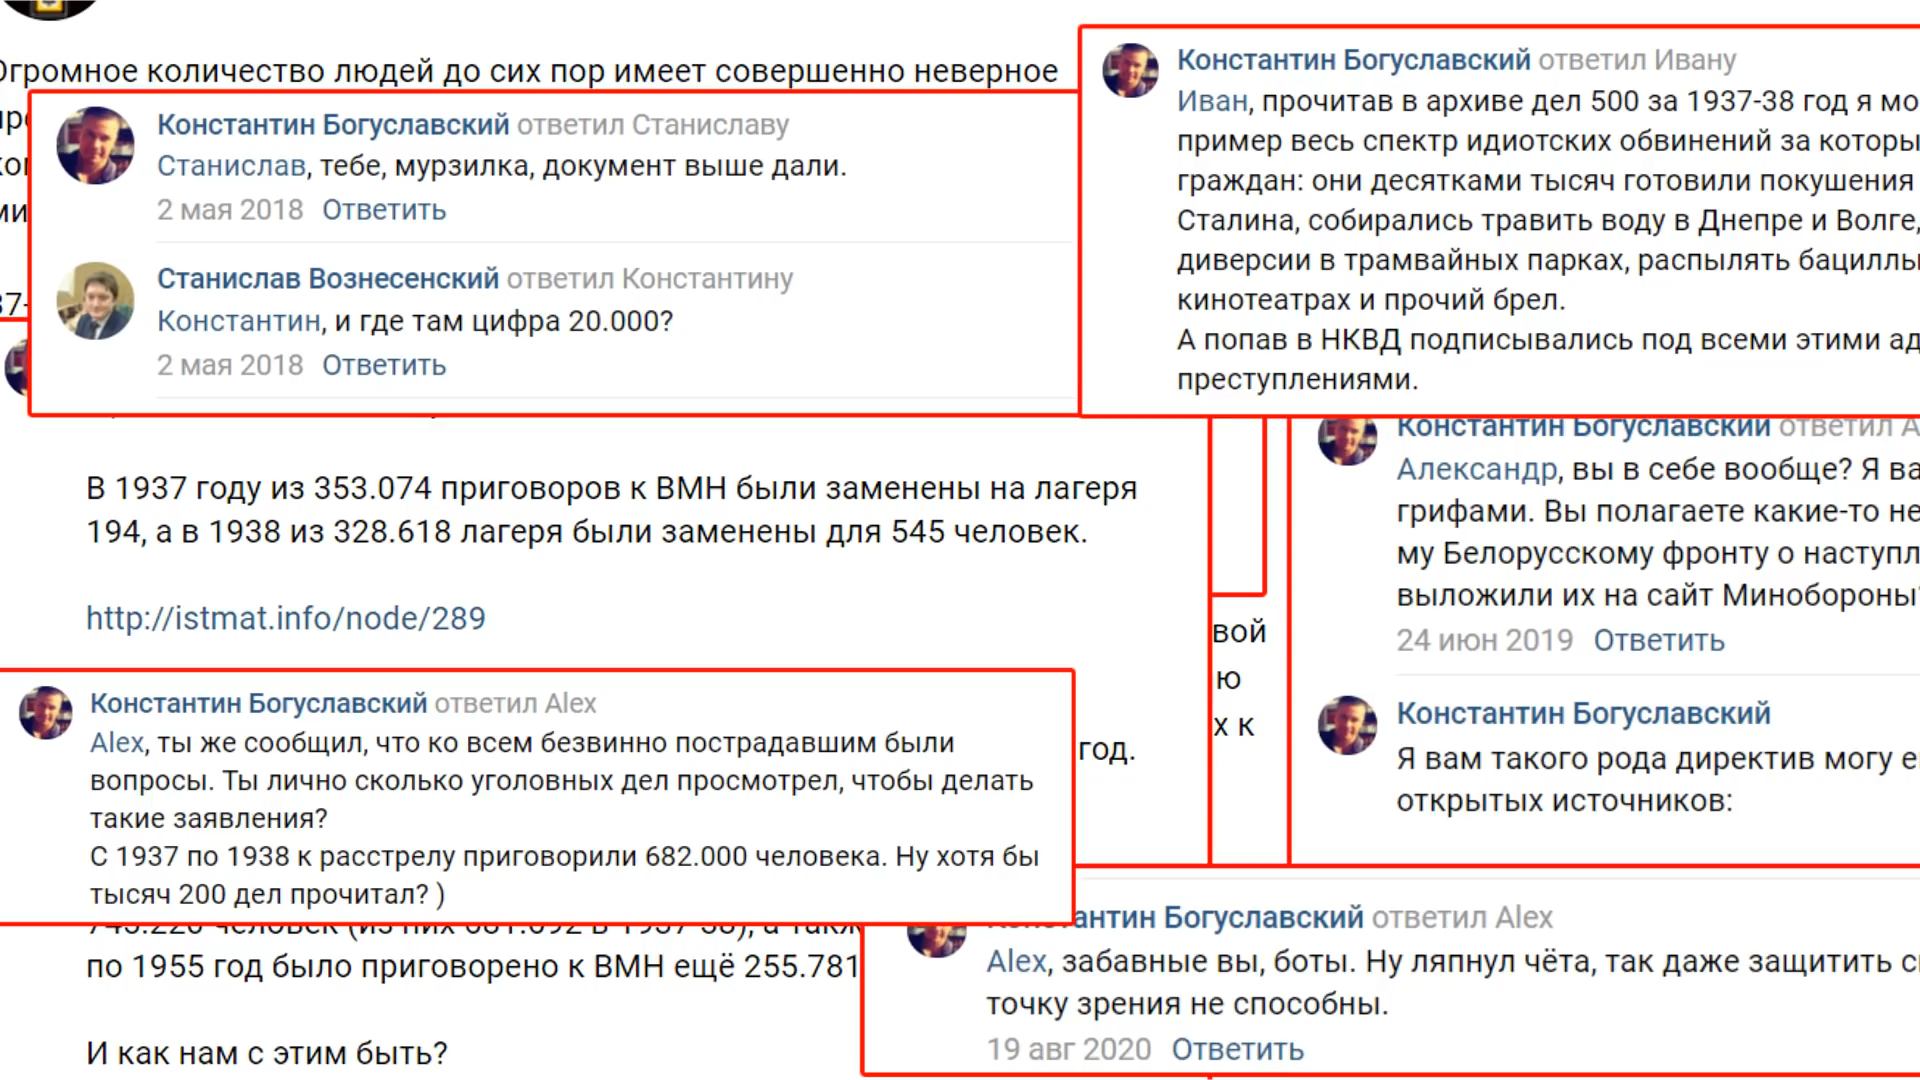 Огромное количество людей до сих пор имеет совершенно неверное
Константин Богуславский ответил Станиславу
Станислав, тебе, мурзилка, документ выше дали.
2 мая 2018 Ответить
Станислав Вознесенский ответил Константину
Константин, и где там цифра 20.000?
2 мая 2018 Ответить
Константин Богуславский ответил Ивану
Иван, прочитав в архиве дел 500 за 1937-38 год я мо
пример весь спектр идиотских обвинений за которы
граждан: они десятками тысяч готовили покушения
Сталина, собирались травить воду в Днепре и Волге,
диверсии в трамвайных парках, распылять бациллы
кинотеатрах и прочий брел.
А попав в НКВД подписывались под всеми этими ад
преступлениями.
В 1937 году из 353.074 приговоров к ВМН были заменены на лагеря
194, а в 1938 из 328.618 лагеря были заменены для 545 человек.
http://istmat.info/node/289
Константин Богуславский ответил А
Александр, вы в себе вообще? Я ва
грифами. Вы полагаете какие-то не
му Белорусскому фронту о наступл
выложили их на сайт Минобороны
24 июн 2019 Ответить
вой
ю
х к
Константин Богуславский
Я вам такого рода директив могу е
открытых источников:
Константин Богуславский ответил Alex
Alex, ты же сообщил, что ко всем безвинно пострадавшим были
вопросы. Ты лично сколько уголовных дел просмотрел, чтобы делать
такие заявления?
С 1937 по 1938 к расстрелу приговорили 682.000 человека. Ну хотя бы
тысяч 200 дел прочитал? )
год.
по 1955 год было приговорено к ВМН ещё 255.781
И как нам с этим быть?
антин Богуславский ответил Alex
Alex, забавные вы, боты. Ну ляпнул чёта, так даже защитить с
точку зрения не способны.
19 авг 2020 Ответить